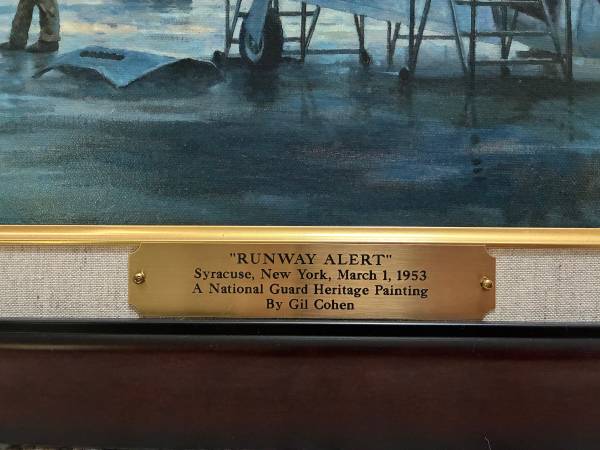 "RUNWAY ALERT"
Syracuse, New York, March 1, 1953
A National Guard Heritage Painting
By Gil Cohen